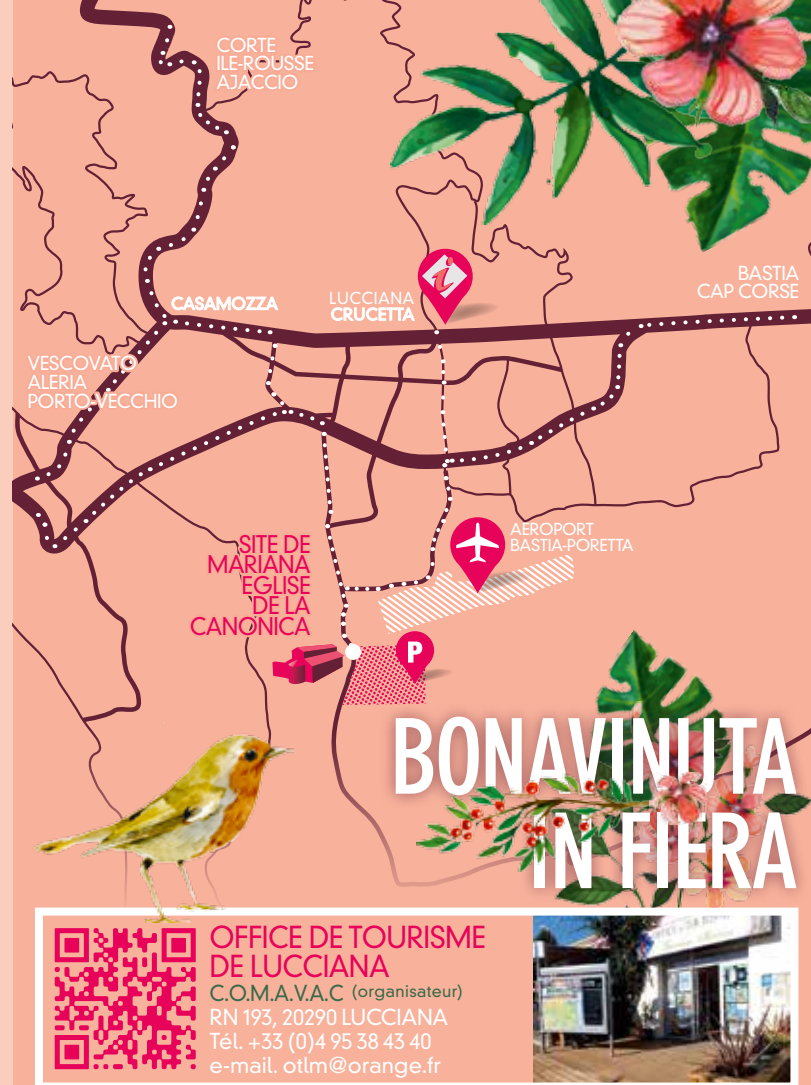 CORTE
ILE-ROUSSE
AJACCIO
BASTIA
CAP CORSE
CASAMOZZA
LUCCIANA
CRUCETTA
i
VESCOVATO
ALERIA
PORTO-VECCHIO
AEROPORT
BASTIA-PORETTA
SITE DE
MARIANA
EGLISE
DE LA
CANONICA
P
BONAVINUTA
IN FIERA
OFFICE DE TOURISME
DE LUCCIANA
C.O.M.A.V.A.C (organisateur)
RN 193, 20290 LUCCIANA
Tél. +33 (0)4 95 38 43 40
e-mail. otlm@orange.fr